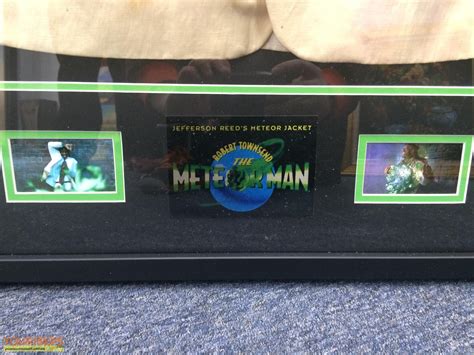 JEFFERSON REED'S METEOR JACKET
ROBERT TOWNSEND
THE
METEOR MAN